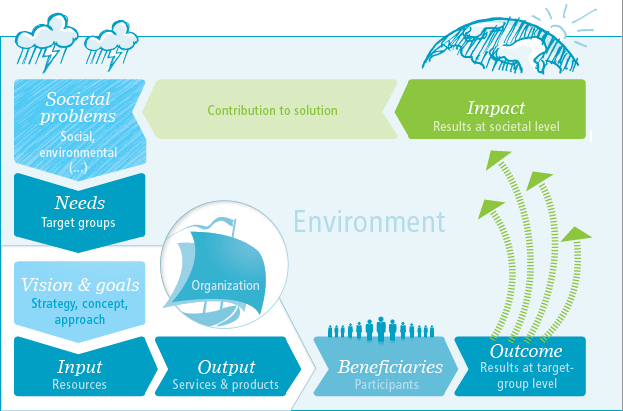 Societal
problems
Social,
environmental
(...)
Contribution to solution
Impact
Results at societal level
Needs
Target groups
Environment
Vision & goals
Strategy, concept,
approach
Organization
Input
Resources
Output
Services & products
Beneficiaries
Participants
Outcome
Results at target-
group level